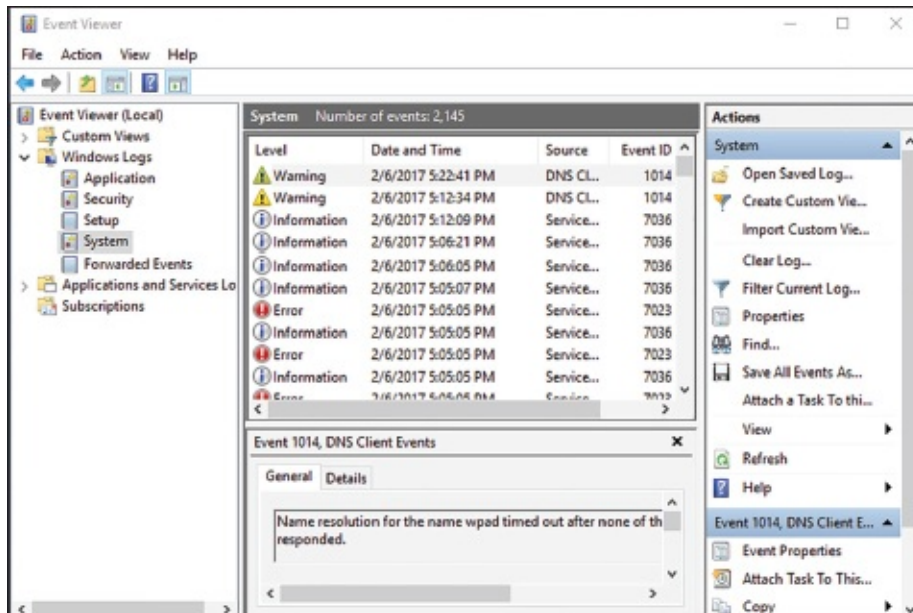 Event Viewer
File Action View Help
Event Viewer (Local)
Custom Views
Windows Logs
Application
Security
Setup
System
Forwarded Events
Applications and Services Lo
Subscriptions
System Number of events: 2,145
Level Date and Time Source Event ID
Warning 2/6/2017 5:22:41 PM DNS Cl... 1014
Warning 2/6/2017 5:12:34 PM DNS Cl... 1014
Information 2/6/2017 5:12:09 PM Service... 7036
Information 2/6/2017 5:06:21 PM Service... 7036
Information 2/6/2017 5:06:05 PM Service... 7036
Information 2/6/2017 5:05:07 PM Service... 7036
Error 2/6/2017 5:05:05 PM Service... 7023
Information 2/6/2017 5:05:05 PM Service... 7036
Error 2/6/2017 5:05:05 PM Service... 7023
Information 2/6/2017 5:05:05 PM Service... 7036
Error 2/6/2017 5:05:05 PM Service... 7023
Event 1014, DNS Client Events
General Details
Name resolution for the name wpad timed out after none of th
responded.
Actions
System
Open Saved Log...
Create Custom Vie...
Import Custom Vie...
Clear Log...
Filter Current Log...
Properties
Find...
Save All Events As...
Attach a Task To thi...
View
Refresh
Help
Event 1014, DNS Client E...
Event Properties
Attach Task To This...
Copy